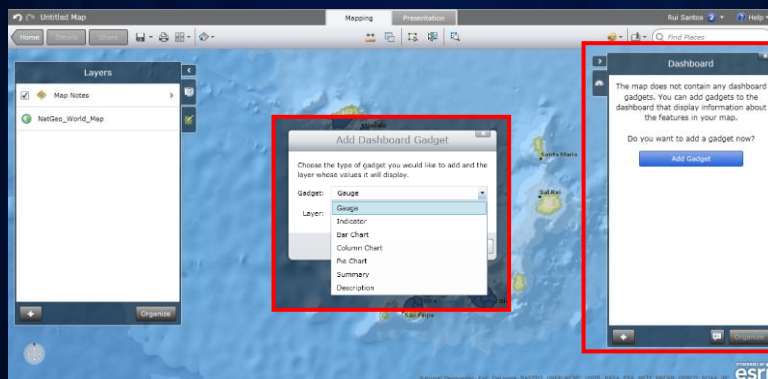 Untitled Map
Mapping
Presentation
Rui Santos
Help
Home
Details
Share
Find Places
Layers
Map Notes
NatGeo_World_Map
Organize
Add Dashboard Gadget
Choose the type of gadget you would like to add and the
layer whose values it will display.
Gadget: Gauge
Layer:
Gauge
Indicator
Bar Chart
Column Chart
Pie Chart
Summary
Description
Santa Maria
Sal Rei
São Filipe
Dashboard
The map does not contain any dashboard
gadgets. You can add gadgets to the
dashboard that display information about
the features in your map.
Do you want to add a gadget now?
Add Gadget
Organize
POWERED BY
esri